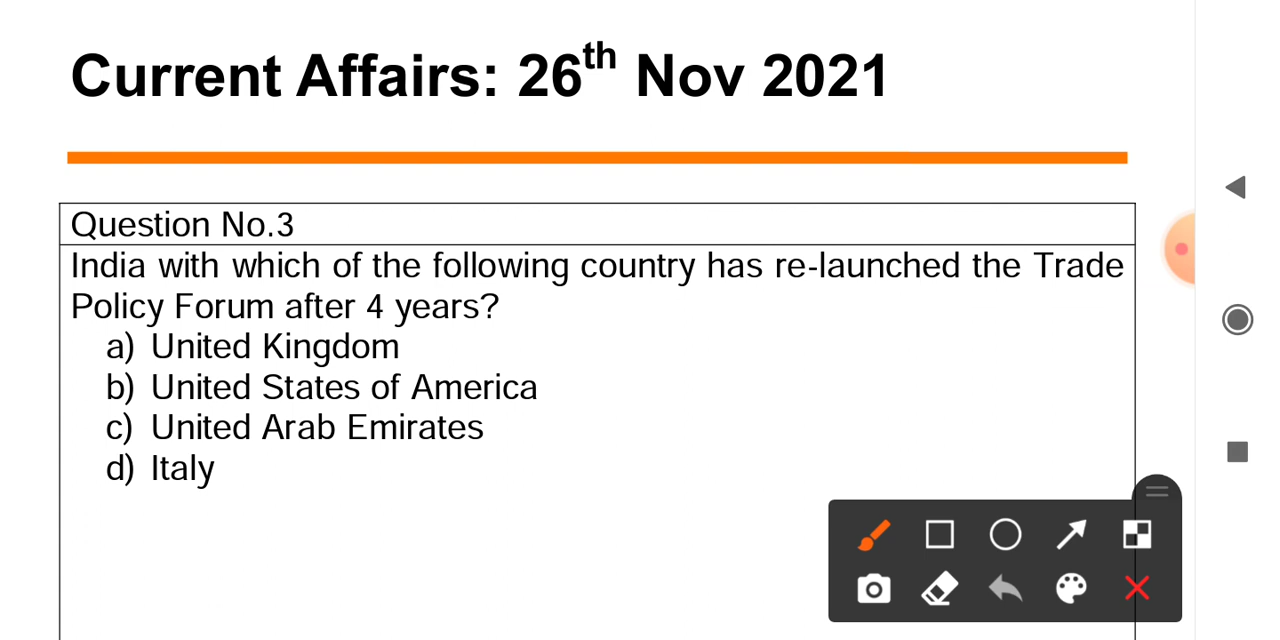 Current Affairs: 26th Nov 2021
Question No.3
India with which of the following country has re-launched the Trade
Policy Forum after 4 years?
a) United Kingdom
b) United States of America
c) United Arab Emirates
d) Italy